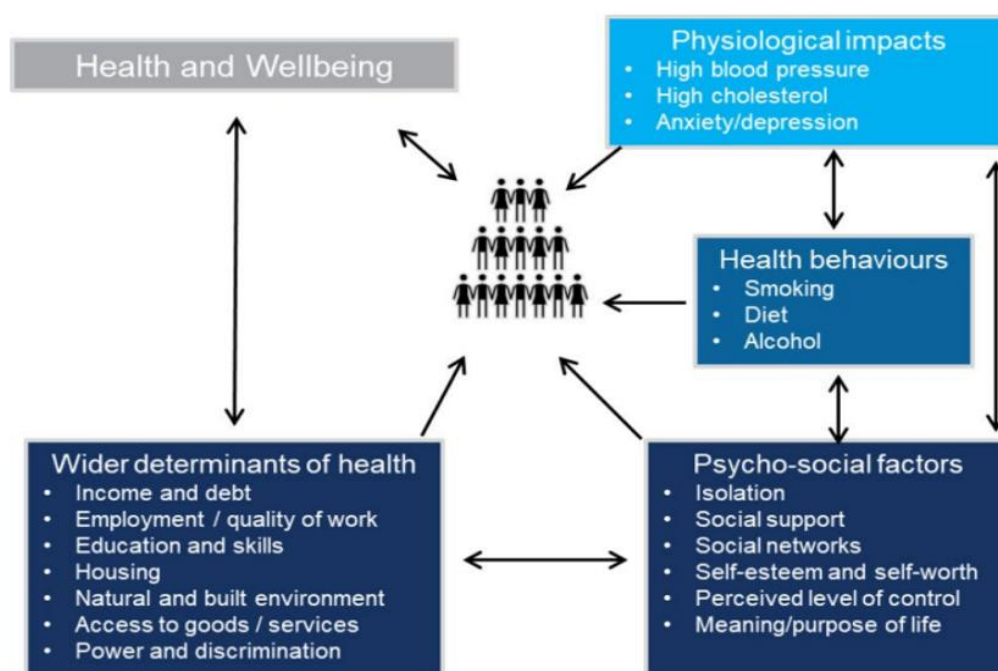 Health and Wellbeing
Physiological impacts
• High blood pressure
• High cholesterol
• Anxiety/depression
Health behaviours
• Smoking
• Diet
• Alcohol
Wider determinants of health
• Income and debt
• Employment / quality of work
• Education and skills
• Housing
• Natural and built environment
• Access to goods / services
• Power and discrimination
Psycho-social factors
• Isolation
• Social support
• Social networks
• Self-esteem and self-worth
• Perceived level of control
• Meaning/purpose of life